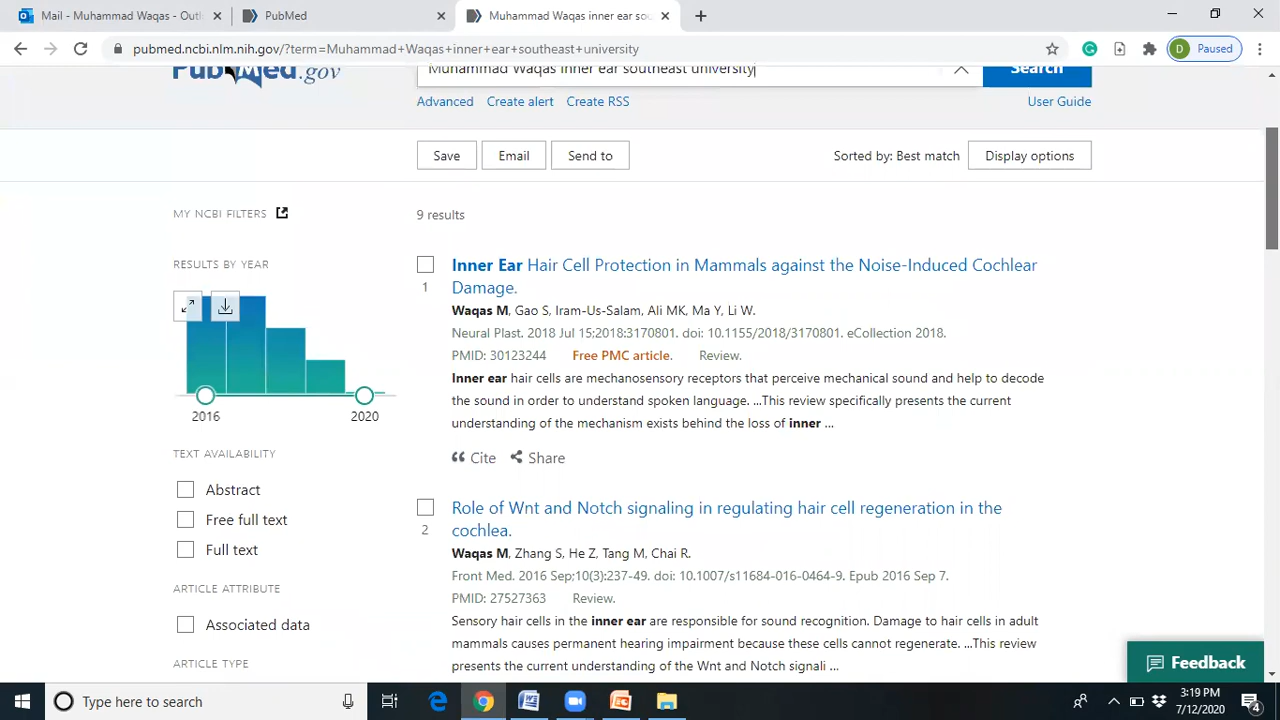 Mail - Muhammad Waqas - Outl
PubMed
Muhammad Waqas inner ear sou
pubmed.ncbi.nlm.nih.gov/?term=Muhammad+Waqas+inner+ear+southeast+university
D Paused
PubMed.gov
Muhammad Waqas inner ear southeast university
Search
Advanced
Create alert
Create RSS
User Guide
Save
Email
Send to
Sorted by: Best match
Display options
MY NCBI FILTERS
9 results
RESULTS BY YEAR
2016
2020
TEXT AVAILABILITY
Abstract
Free full text
Full text
ARTICLE ATTRIBUTE
Associated data
ARTICLE TYPE
1
Inner Ear Hair Cell Protection in Mammals against the Noise-Induced Cochlear
Damage.
Waqas M, Gao S, Iram-Us-Salam, Ali MK, Ma Y, Li W.
Neural Plast. 2018 Jul 15;2018:3170801. doi: 10.1155/2018/3170801. eCollection 2018.
PMID: 30123244 Free PMC article. Review.
Inner ear hair cells are mechanosensory receptors that perceive mechanical sound and help to decode
the sound in order to understand spoken language. ...This review specifically presents the current
understanding of the mechanism exists behind the loss of inner ...
Cite
Share
2
Role of Wnt and Notch signaling in regulating hair cell regeneration in the
cochlea.
Waqas M, Zhang S, He Z, Tang M, Chai R.
Front Med. 2016 Sep;10(3):237-49. doi: 10.1007/s11684-016-0464-9. Epub 2016 Sep 7.
PMID: 27527363 Review.
Sensory hair cells in the inner ear are responsible for sound recognition. Damage to hair cells in adult
mammals causes permanent hearing impairment because these cells cannot regenerate. ...This review
presents the current understanding of the Wnt and Notch signali ...
Feedback
Type here to search
3:19 PM
7/12/2020
4